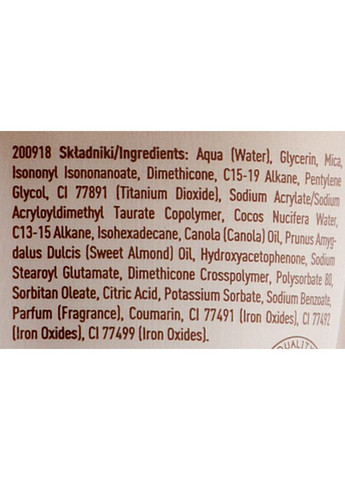 200918 Składniki/Ingredients: Aqua (Water), Glycerin, Mica,
Isononyl Isononanoate, Dimethicone, C15-19 Alkane, Pentylene
Glycol, CI 77891 (Titanium Dioxide), Sodium Acrylate/Sodium
Acryloyldimethyl Taurate Copolymer, Cocos Nucifera Water,
C13-15 Alkane, Isohexadecane, Canola (Canola) Oil, Prunus Amyg-
dalus Dulcis (Sweet Almond) Oil, Hydroxyacetophenone, Sodium
Stearoyl Glutamate, Dimethicone Crosspolymer, Polysorbate 80,
Sorbitan Oleate, Citric Acid, Potassium Sorbate, Sodium Benzoate,
Parfum (Fragrance), Coumarin, CI 77491 (Iron Oxides), CI 77492
(Iron Oxides), CI 77499 (Iron Oxides).
QUALITY